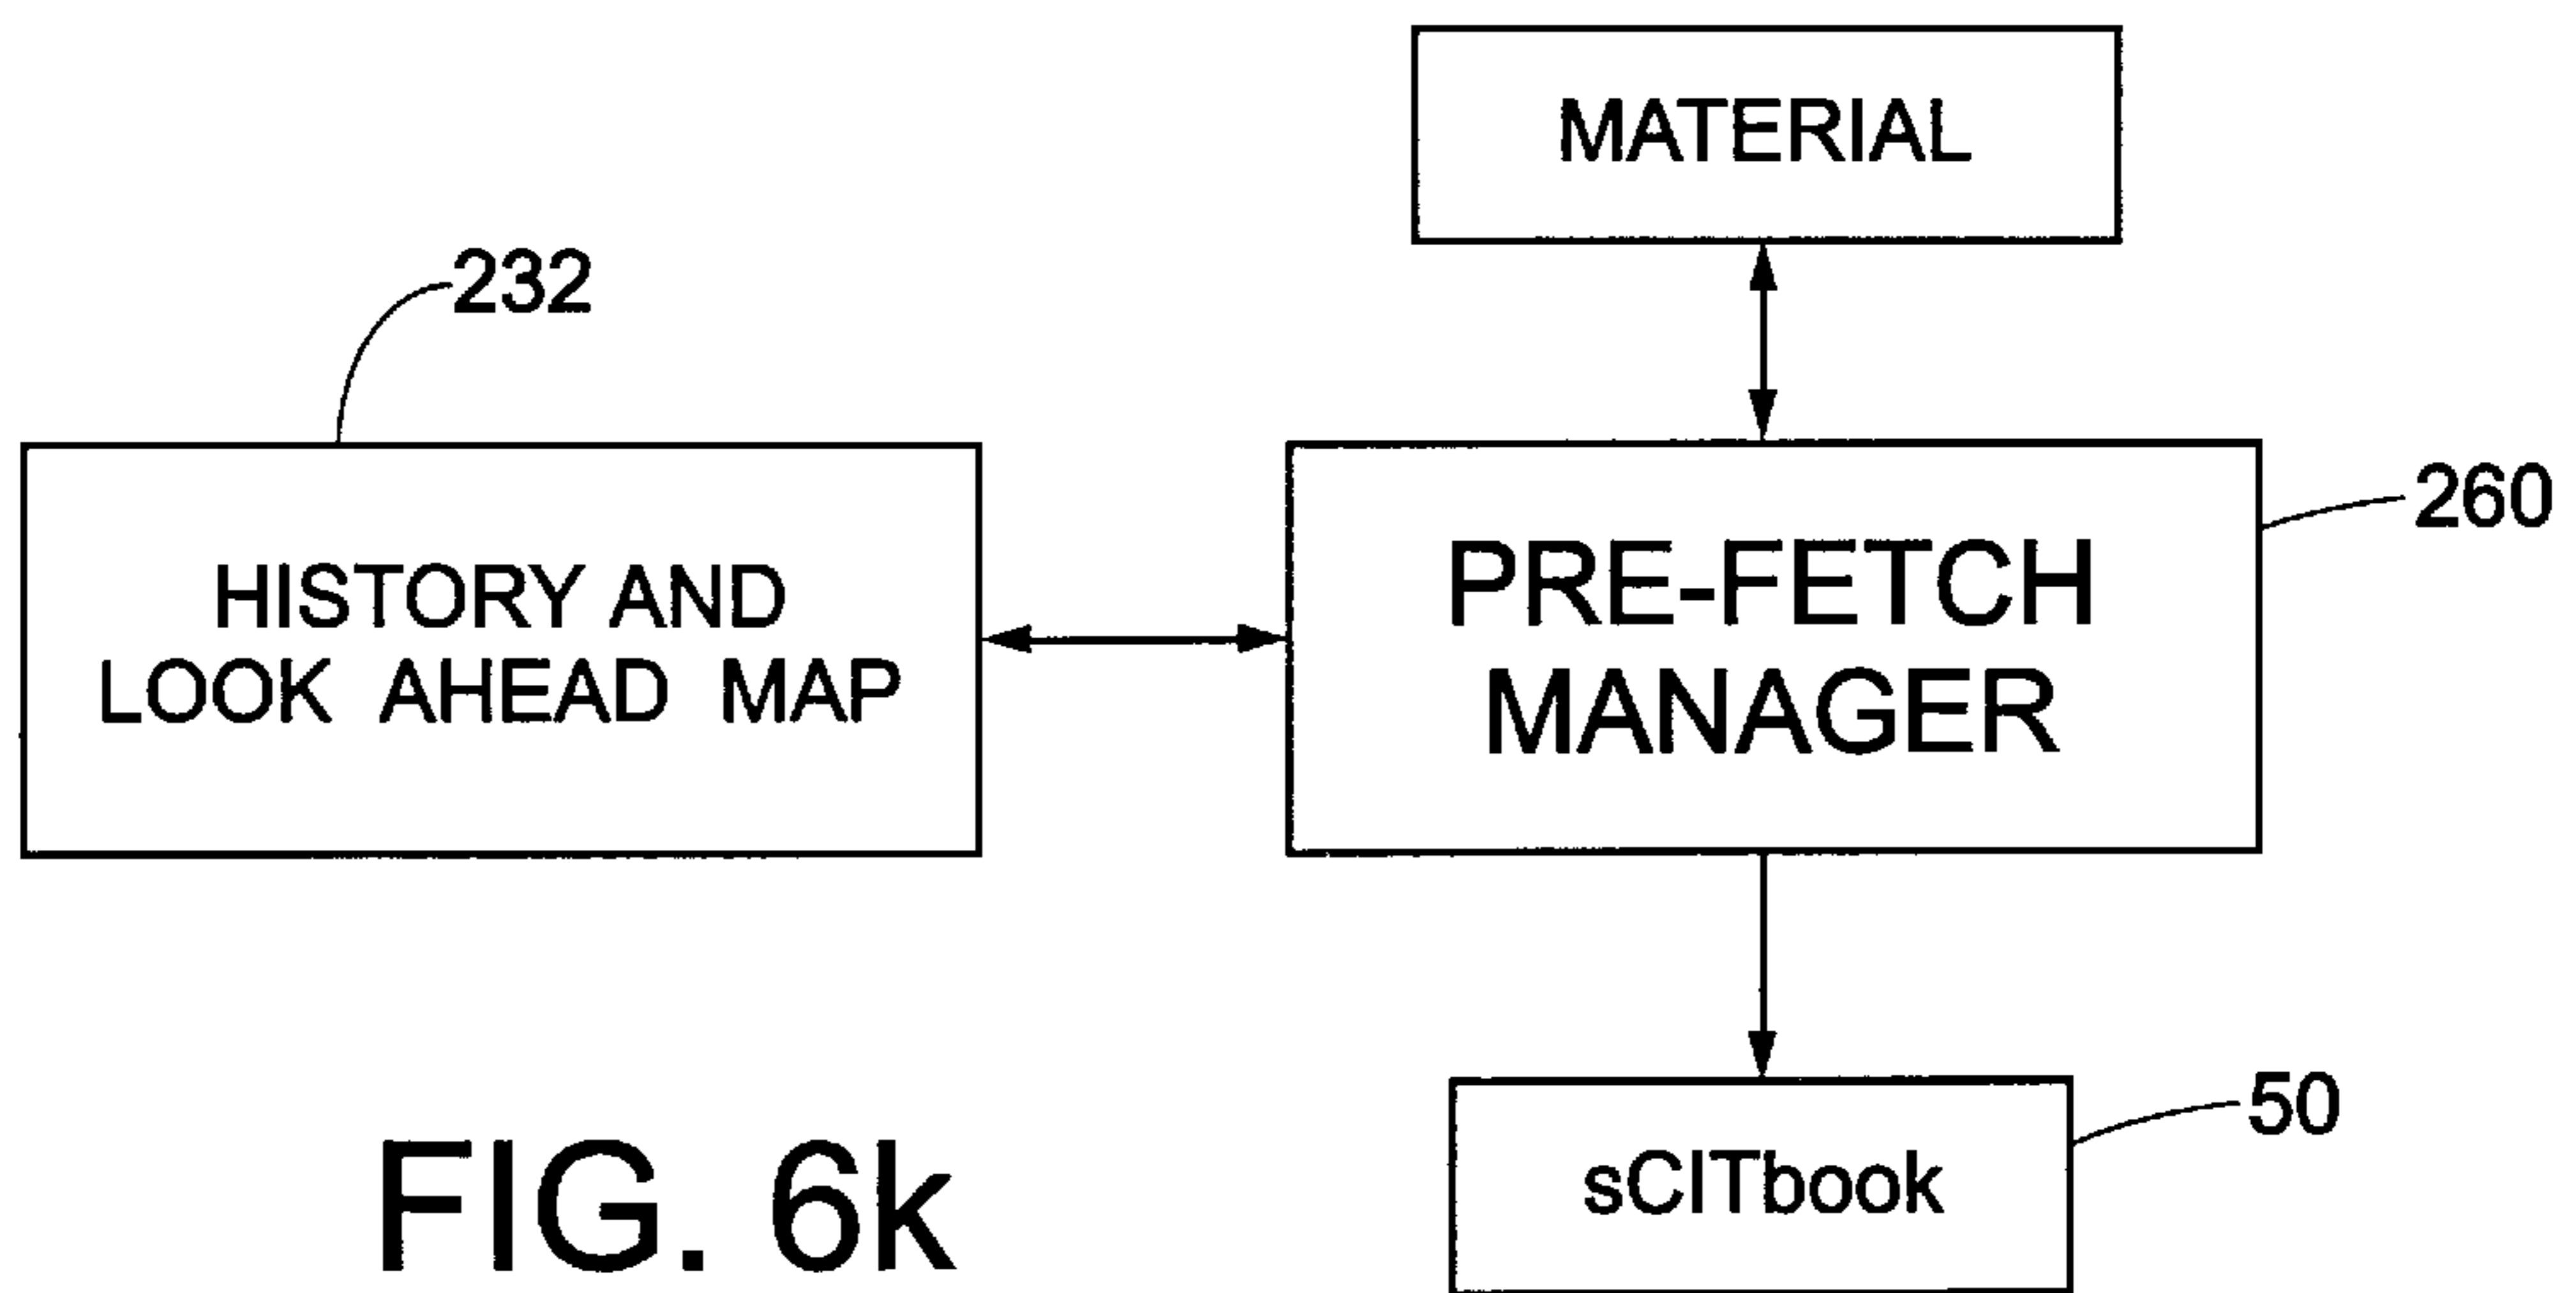 MATERIAL
232
HISTORY AND
LOOK AHEAD MAP
PRE-FETCH
MANAGER
260
sCITbook
50
FIG. 6k